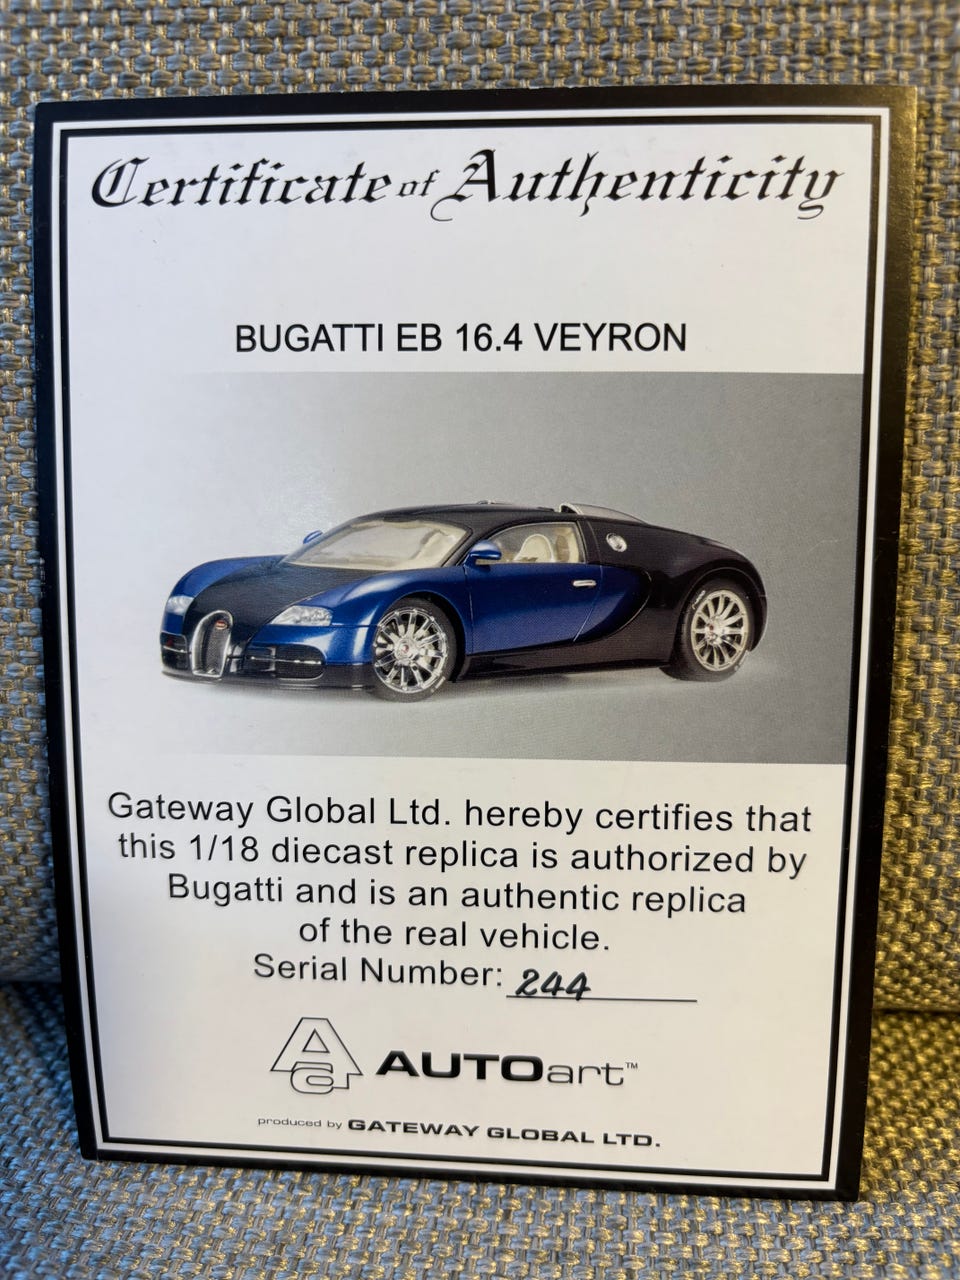 Certificate of Authenticity
BUGATTI EB 16.4 VEYRON
Gateway Global Ltd. hereby certifies that
this 1/18 diecast replica is authorized by
Bugatti and is an authentic replica
of the real vehicle.
Serial Number: 244
AUTOart™
produced by GATEWAY GLOBAL LTD.